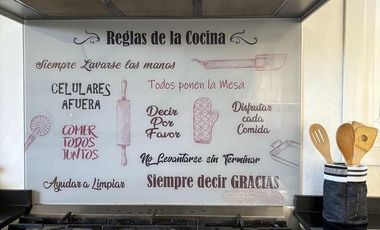 Reglas de la Cocina
Siempre Lavarse las manos
Todos ponen la Mesa
CELULARES
AFUERA
Decir
Por
Favor
Disfrutar
cada
Comida
COMER
TODOS
JUNTOS
No Levantarse sin Terminar
Ayudar a Limpiar
Siempre decir GRACIAS